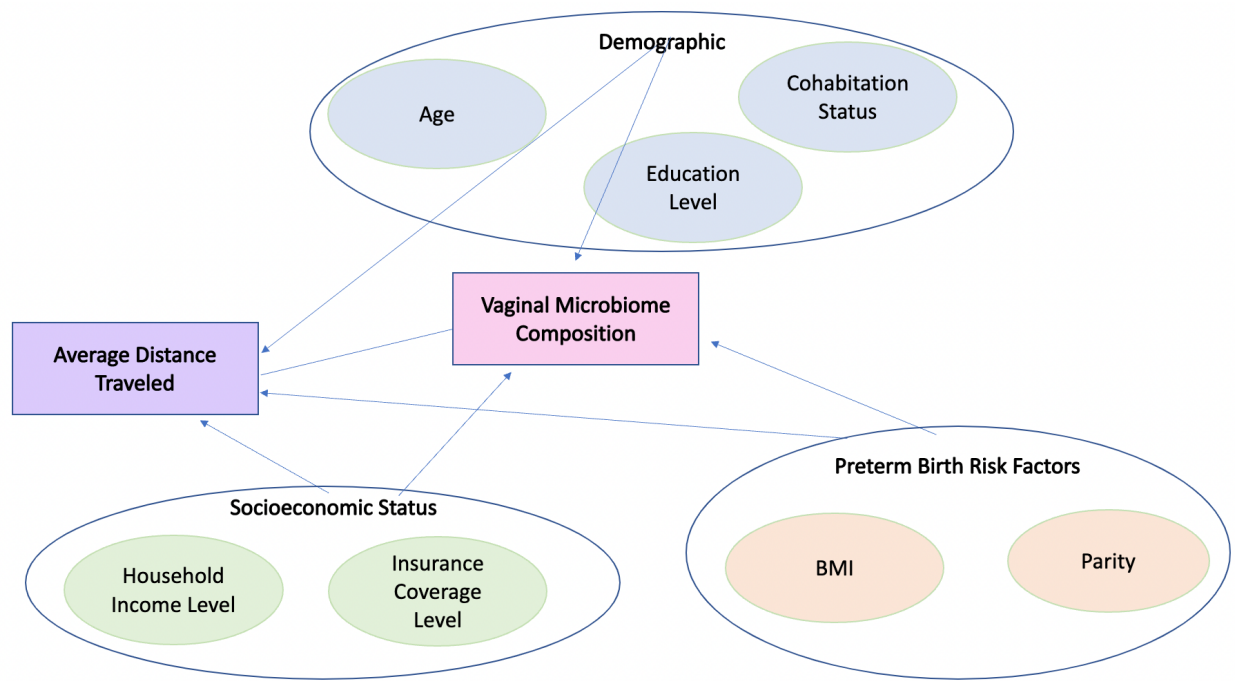 Demographic
Age
Cohabitation
Status
Education
Level
Vaginal Microbiome
Composition
Average Distance
Traveled
Socioeconomic Status
Household
Income Level
Insurance
Coverage
Level
Preterm Birth Risk Factors
BMI
Parity